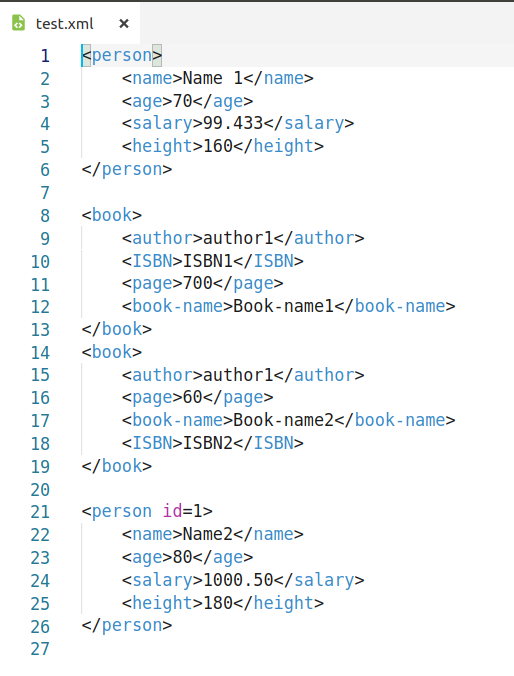 test.xml ×
1 <person>
2     <name>Name 1</name>
3     <age>70</age>
4     <salary>99.433</salary>
5     <height>160</height>
6 </person>
7
8 <book>
9     <author>author1</author>
10     <ISBN>ISBN1</ISBN>
11     <page>700</page>
12     <book-name>Book-name1</book-name>
13 </book>
14 <book>
15     <author>author1</author>
16     <page>60</page>
17     <book-name>Book-name2</book-name>
18     <ISBN>ISBN2</ISBN>
19 </book>
20
21 <person id=1>
22     <name>Name2</name>
23     <age>80</age>
24     <salary>1000.50</salary>
25     <height>180</height>
26 </person>
27